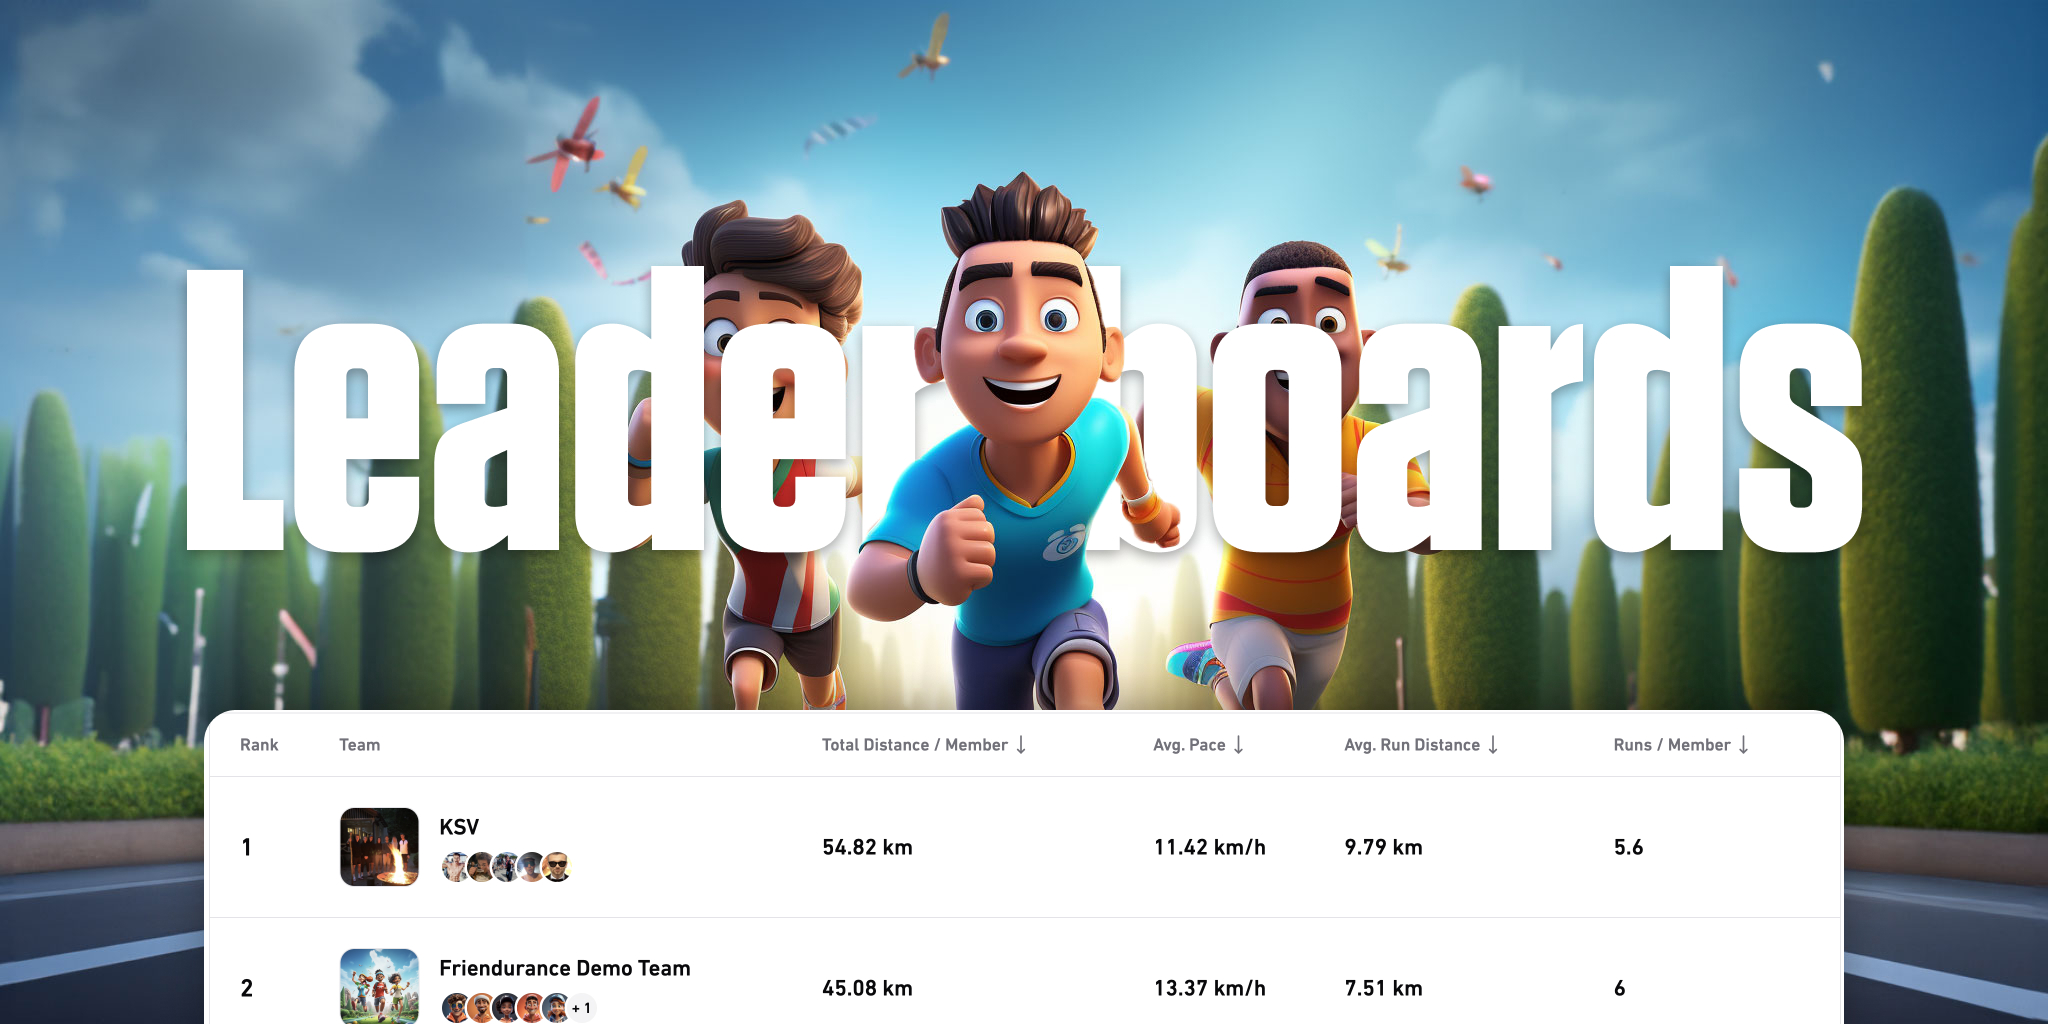 Leaderboards
Rank Team Total Distance / Member ↓ Avg. Pace ↓ Avg. Run Distance ↓ Runs / Member ↓
1 KSV 54.82 km 11.42 km/h 9.79 km 5.6
2 Friendurance Demo Team 45.08 km 13.37 km/h 7.51 km 6
+ 1